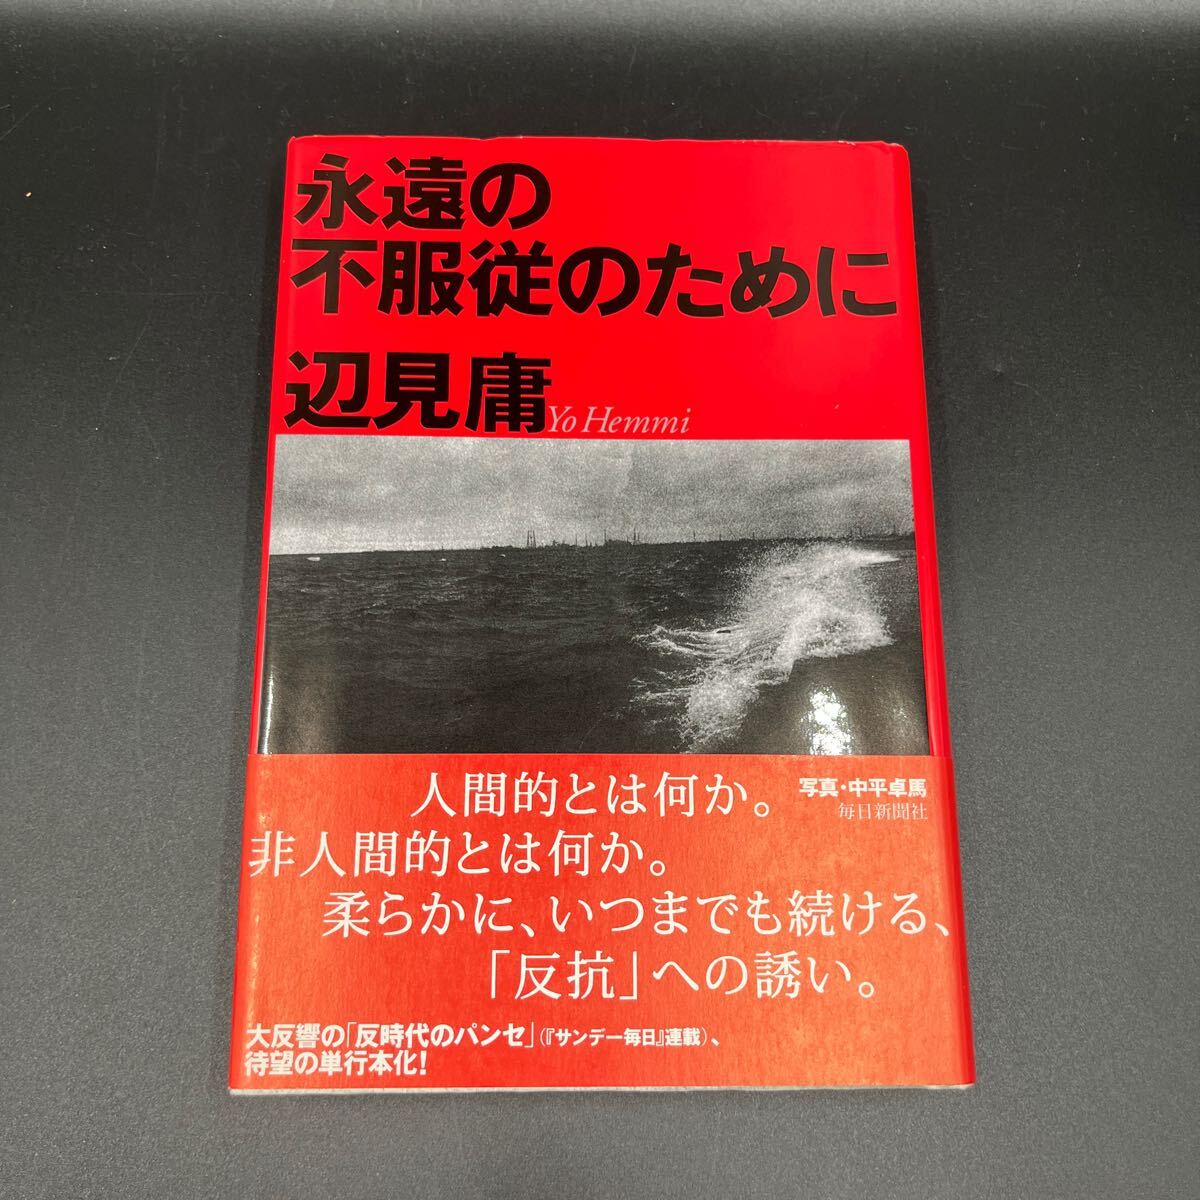 永遠の
不服従のために
辺見庸 Yo Hemmi
人間的とは何か。
写真・中平卓馬
毎日新聞社
非人間的とは何か。
柔らかに、いつまでも続ける、
「反抗」への誘い。
大反響の「反時代のパンセ」(『サンデー毎日』連載)、
待望の単行本化!